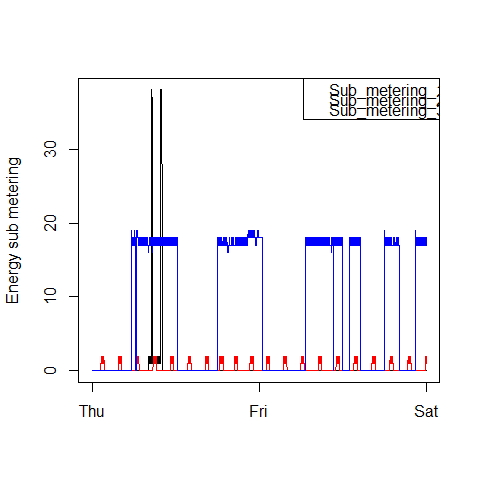 Sub_metering_
Sub_metering_
Sub_metering_
Energy sub metering
30
20
10
0
Thu Fri Sat